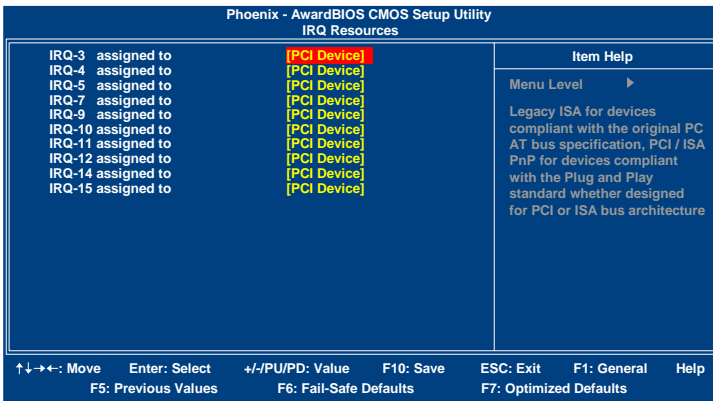 Phoenix - AwardBIOS CMOS Setup Utility
IRQ Resources
IRQ-3 assigned to [PCI Device]
IRQ-4 assigned to [PCI Device]
IRQ-5 assigned to [PCI Device]
IRQ-7 assigned to [PCI Device]
IRQ-9 assigned to [PCI Device]
IRQ-10 assigned to [PCI Device]
IRQ-11 assigned to [PCI Device]
IRQ-12 assigned to [PCI Device]
IRQ-14 assigned to [PCI Device]
IRQ-15 assigned to [PCI Device]
Item Help
Menu Level
Legacy ISA for devices
compliant with the original PC
AT bus specification, PCI / ISA
PnP for devices compliant
with the Plug and Play
standard whether designed
for PCI or ISA bus architecture
↑↓→←: Move Enter: Select +/-/PU/PD: Value F10: Save ESC: Exit F1: General Help
F5: Previous Values F6: Fail-Safe Defaults F7: Optimized Defaults